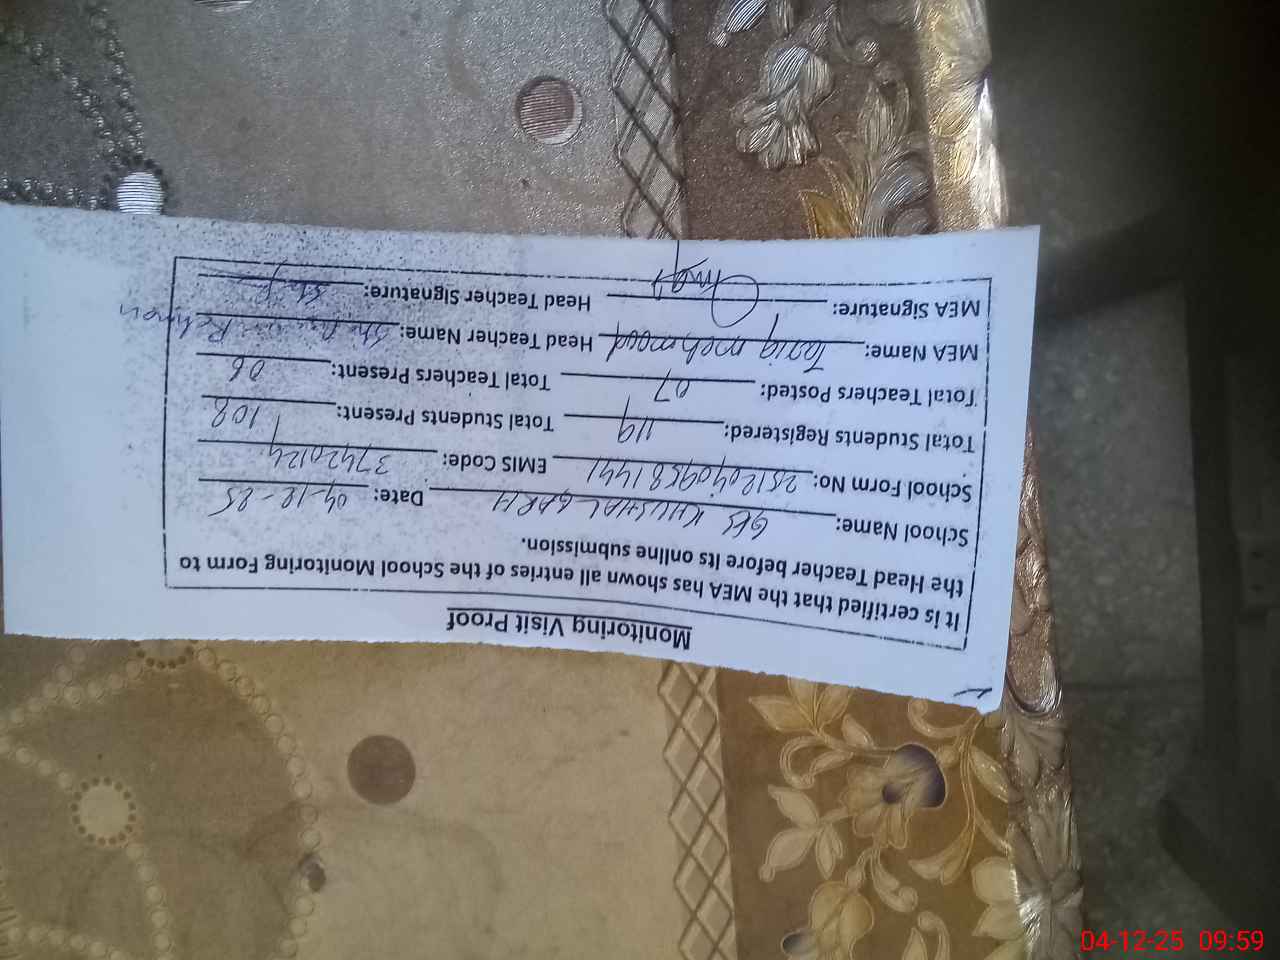 Monitoring Visit Proof
It is certified that the MEA has shown all entries of the School Monitoring Form to
the Head Teacher before its online submission.
School Name: GES KHUSHAL GARH Date: 04-12-25
School Form No: 25120409581441 EMIS Code: 37420124
Total Students Registered: 119 Total Students Present: 108
Total Teachers Posted: 07 Total Teachers Present: 06
MEA Name: Tariq mehmood Head Teacher Name: Rehman
MEA Signature: Head Teacher Signature:
04-12-25 09:59